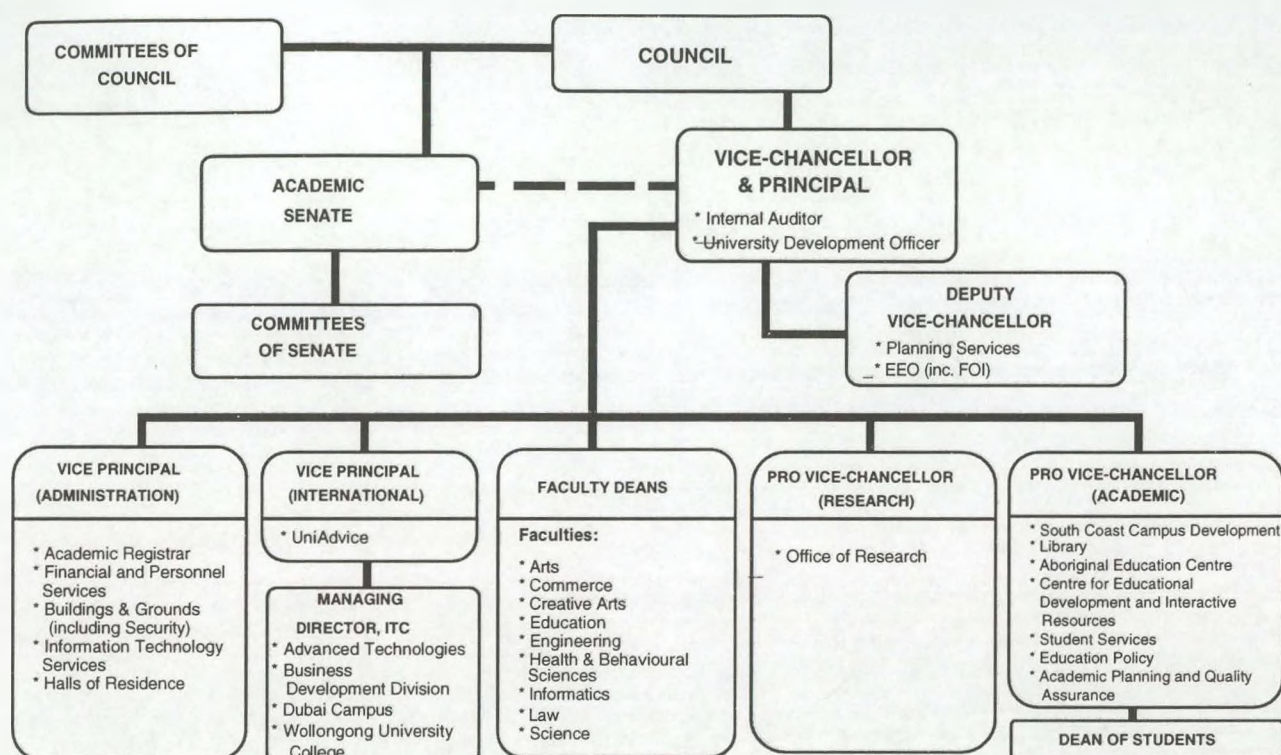 COMMITTEES OF
COUNCIL
COUNCIL
ACADEMIC
SENATE
VICE-CHANCELLOR
& PRINCIPAL
* Internal Auditor
* University Development Officer
COMMITTEES
OF SENATE
DEPUTY
VICE-CHANCELLOR
* Planning Services
* EEO (inc. FOI)
VICE PRINCIPAL
(ADMINISTRATION)
* Academic Registrar
* Financial and Personnel
Services
* Buildings & Grounds
(including Security)
* Information Technology
Services
* Halls of Residence
VICE PRINCIPAL
(INTERNATIONAL)
* UniAdvice
MANAGING
DIRECTOR, ITC
* Advanced Technologies
* Business
Development Division
* Dubai Campus
* Wollongong University
College
FACULTY DEANS
Faculties:
* Arts
* Commerce
* Creative Arts
* Education
* Engineering
* Health & Behavioural
Sciences
* Informatics
* Law
* Science
PRO VICE-CHANCELLOR
(RESEARCH)
* Office of Research
PRO VICE-CHANCELLOR
(ACADEMIC)
* South Coast Campus Development
* Library
* Aboriginal Education Centre
* Centre for Educational
Development and Interactive
Resources
* Student Services
* Education Policy
* Academic Planning and Quality
Assurance
DEAN OF STUDENTS